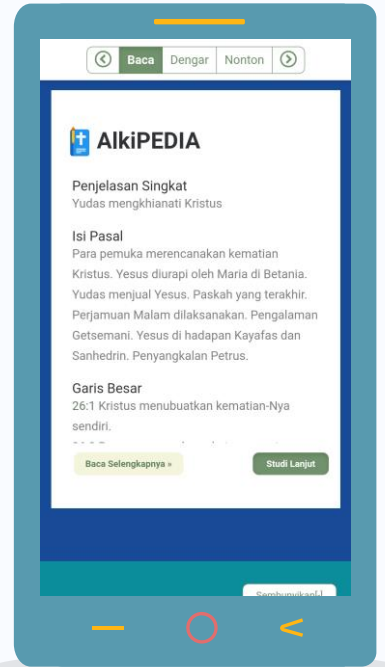 Baca Dengar Nonton
AlkiPEDIA
Penjelasan Singkat
Yudas mengkhianati Kristus
Isi Pasal
Para pemuka merencanakan kematian
Kristus. Yesus diurapi oleh Maria di Betania.
Yudas menjual Yesus. Paskah yang terakhir.
Perjamuan Malam dilaksanakan. Pengalaman
Getsemani. Yesus di hadapan Kayafas dan
Sanhedrin. Penyangkalan Petrus.
Garis Besar
26:1 Kristus menubuatkan kematian-Nya
sendiri.
Baca Selengkapnya »
Studi Lanjut
Sembunyikan[-]